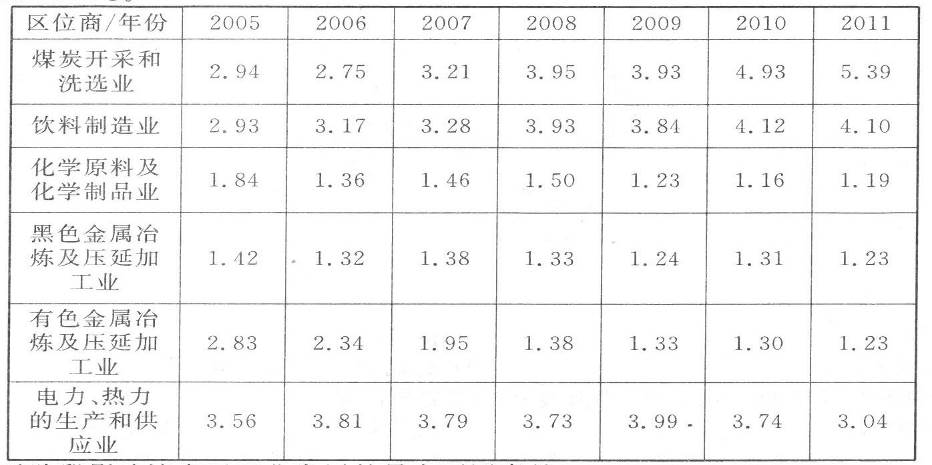 区位商/年份 2005 2006 2007 2008 2009 2010 2011
煤炭开采和
洗选业 2.94 2.75 3.21 3.95 3.93 4.93 5.39
饮料制造业 2.93 3.17 3.28 3.93 3.84 4.12 4.10
化学原料及
化学制品业 1.84 1.36 1.46 1.50 1.23 1.16 1.19
黑色金属冶
炼及压延加 1.42 1.32 1.38 1.33 1.24 1.31 1.23
工业
有色金属冶
炼及压延加 2.83 2.34 1.95 1.38 1.33 1.30 1.23
工业
电力、热力
的生产和供 3.56 3.81 3.79 3.73 3.99 3.74 3.04
应业